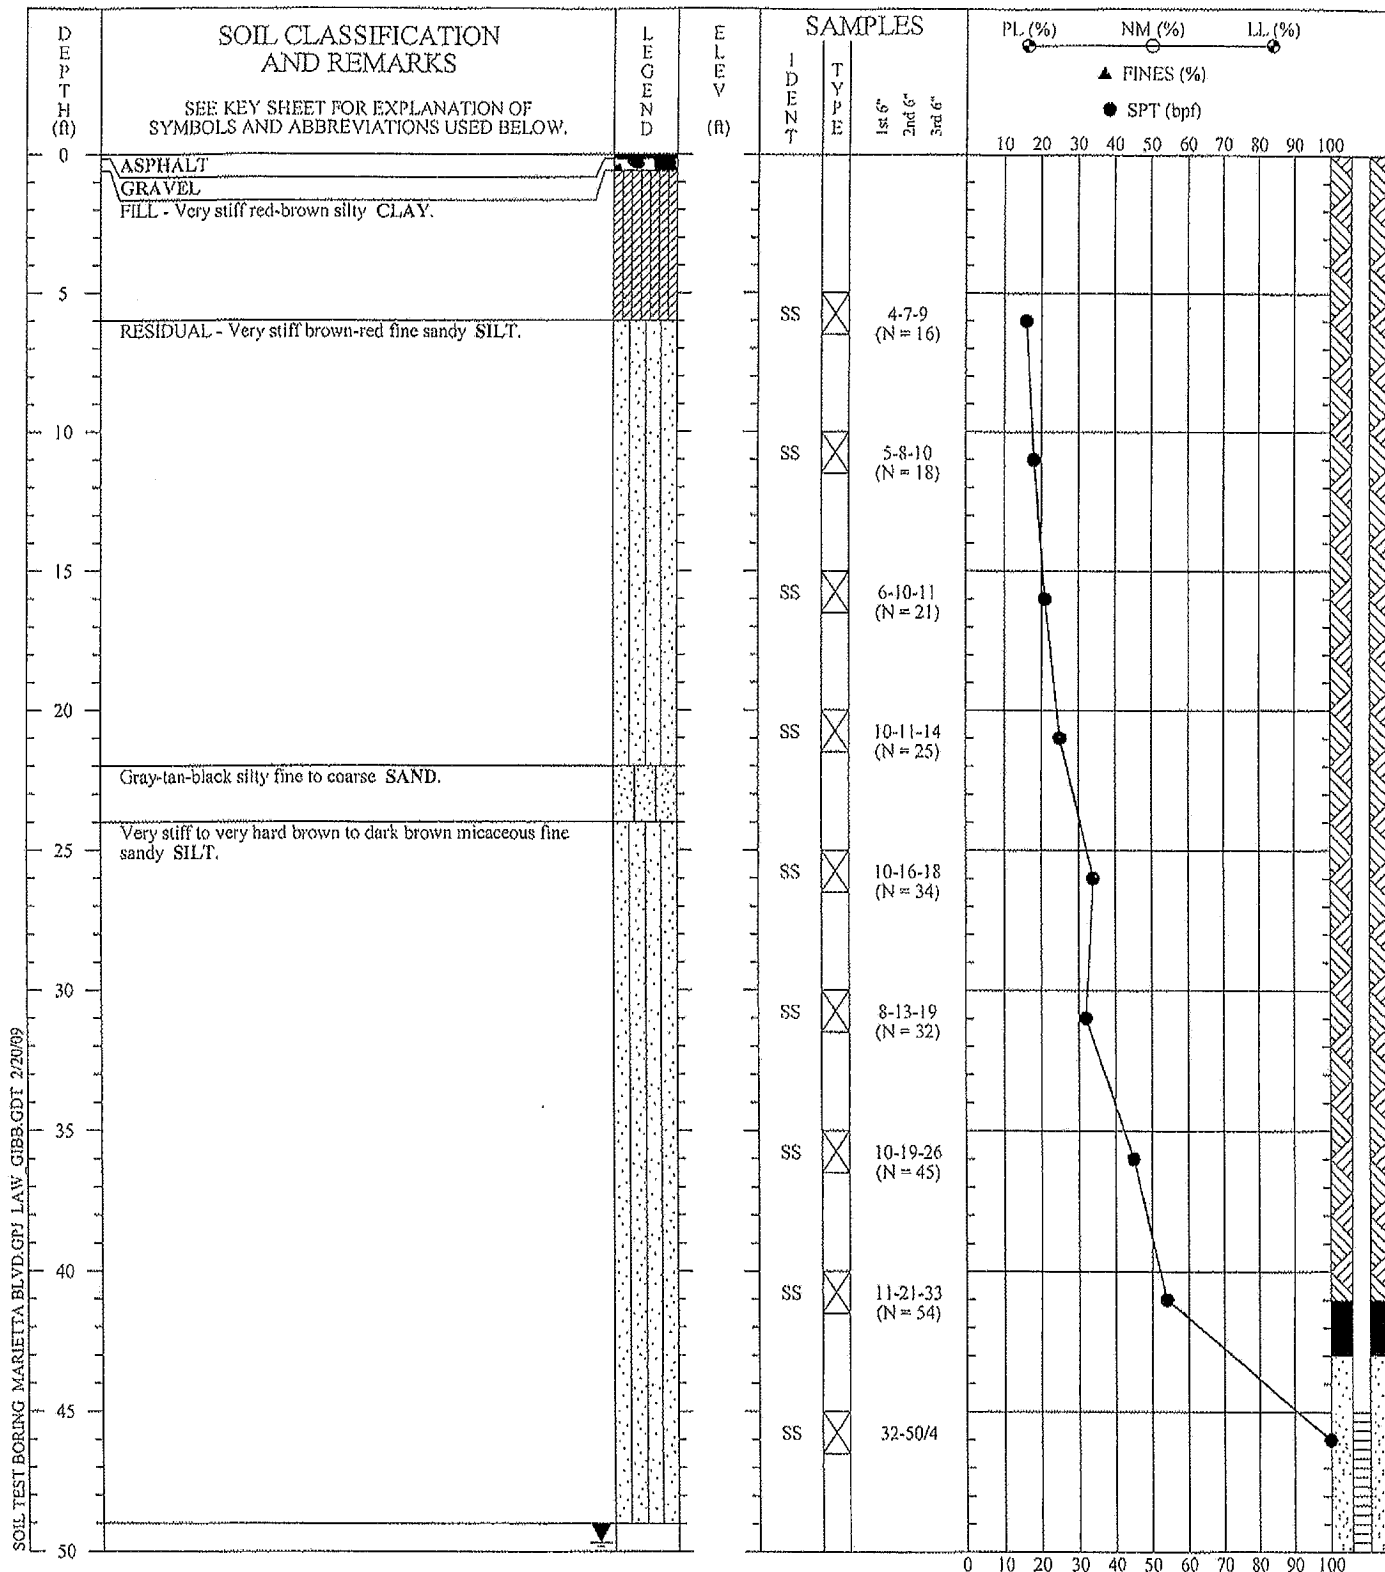 DEPTH (ft)
SOIL CLASSIFICATION
AND REMARKS
SEE KEY SHEET FOR EXPLANATION OF
SYMBOLS AND ABBREVIATIONS USED BELOW.
LEGEND
ELEV (ft)
SAMPLES
IDENT
TYPE
1st 6"
2nd 6"
3rd 6"
PL (%) NM (%) LL (%)
▲ FINES (%)
● SPT (bpf)
10 20 30 40 50 60 70 80 90 100
0
ASPHALT
GRAVEL
FILL - Very stiff red-brown silty CLAY.
5
SS
4-7-9
(N = 16)
RESIDUAL - Very stiff brown-red fine sandy SILT.
10
SS
5-8-10
(N = 18)
15
SS
6-10-11
(N = 21)
20
SS
10-11-14
(N = 25)
Gray-tan-black silty fine to coarse SAND.
Very stiff to very hard brown to dark brown micaceous fine
sandy SILT.
25
SS
10-16-18
(N = 34)
30
SS
8-13-19
(N = 32)
35
SS
10-19-26
(N = 45)
40
SS
11-21-33
(N = 54)
45
SS
32-50/4
50
0 10 20 30 40 50 60 70 80 90 100
SOIL TEST BORING MARIETTA BLVD.GPJ LAW_GIBB.GDT 2/20/09